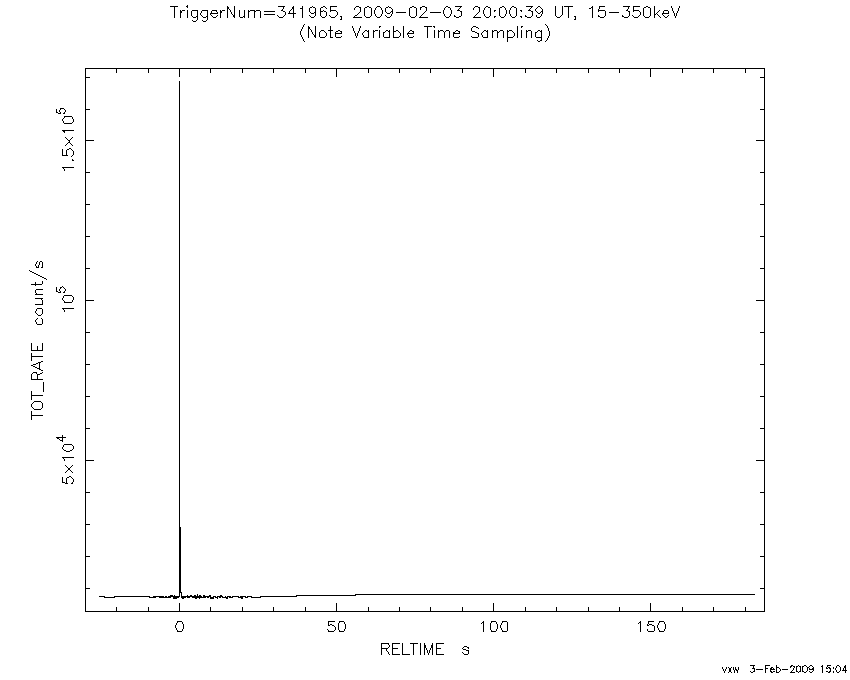 TriggerNum=341965, 2009-02-03 20:00:39 UT, 15-350keV
(Note Variable Time Sampling)
TOT_RATE count/s
1.5×10⁵
10⁵
5×10⁴
0 50 100 150
RELTIME s
vxw 3-Feb-2009 15:04